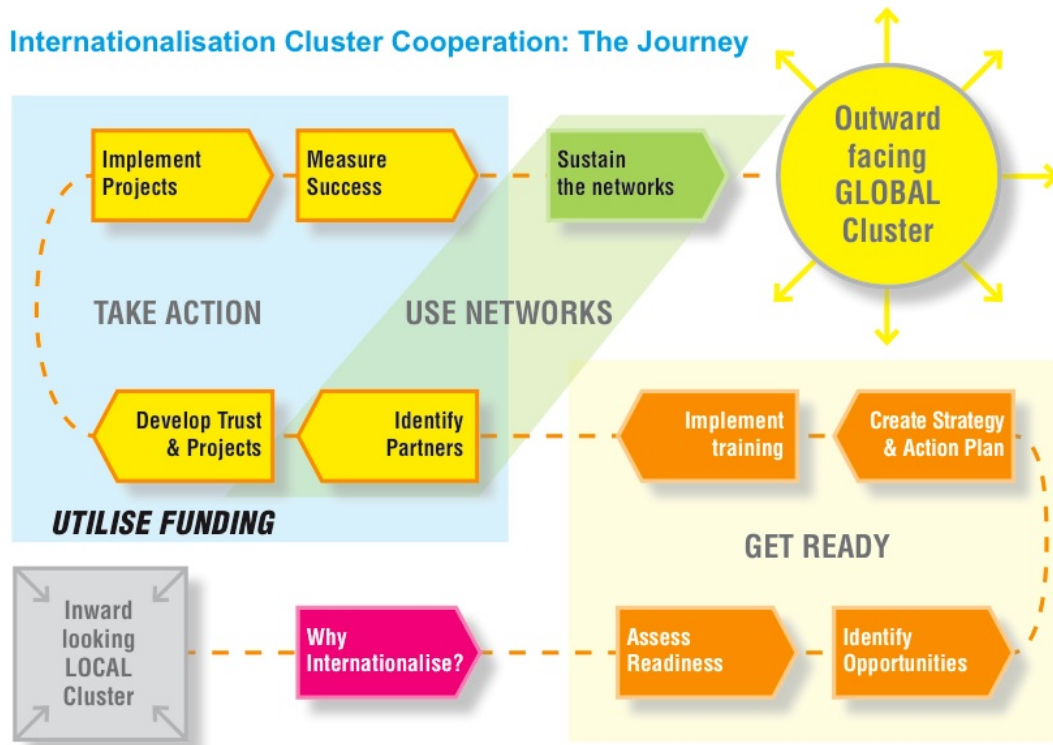 Internationalisation Cluster Cooperation: The Journey
Implement
Projects
Measure
Success
Sustain
the networks
Outward
facing
GLOBAL
Cluster
TAKE ACTION
USE NETWORKS
Develop Trust
& Projects
Identify
Partners
Implement
training
Create Strategy
& Action Plan
UTILISE FUNDING
GET READY
Inward
looking
LOCAL
Cluster
Why
Internationalise?
Assess
Readiness
Identify
Opportunities